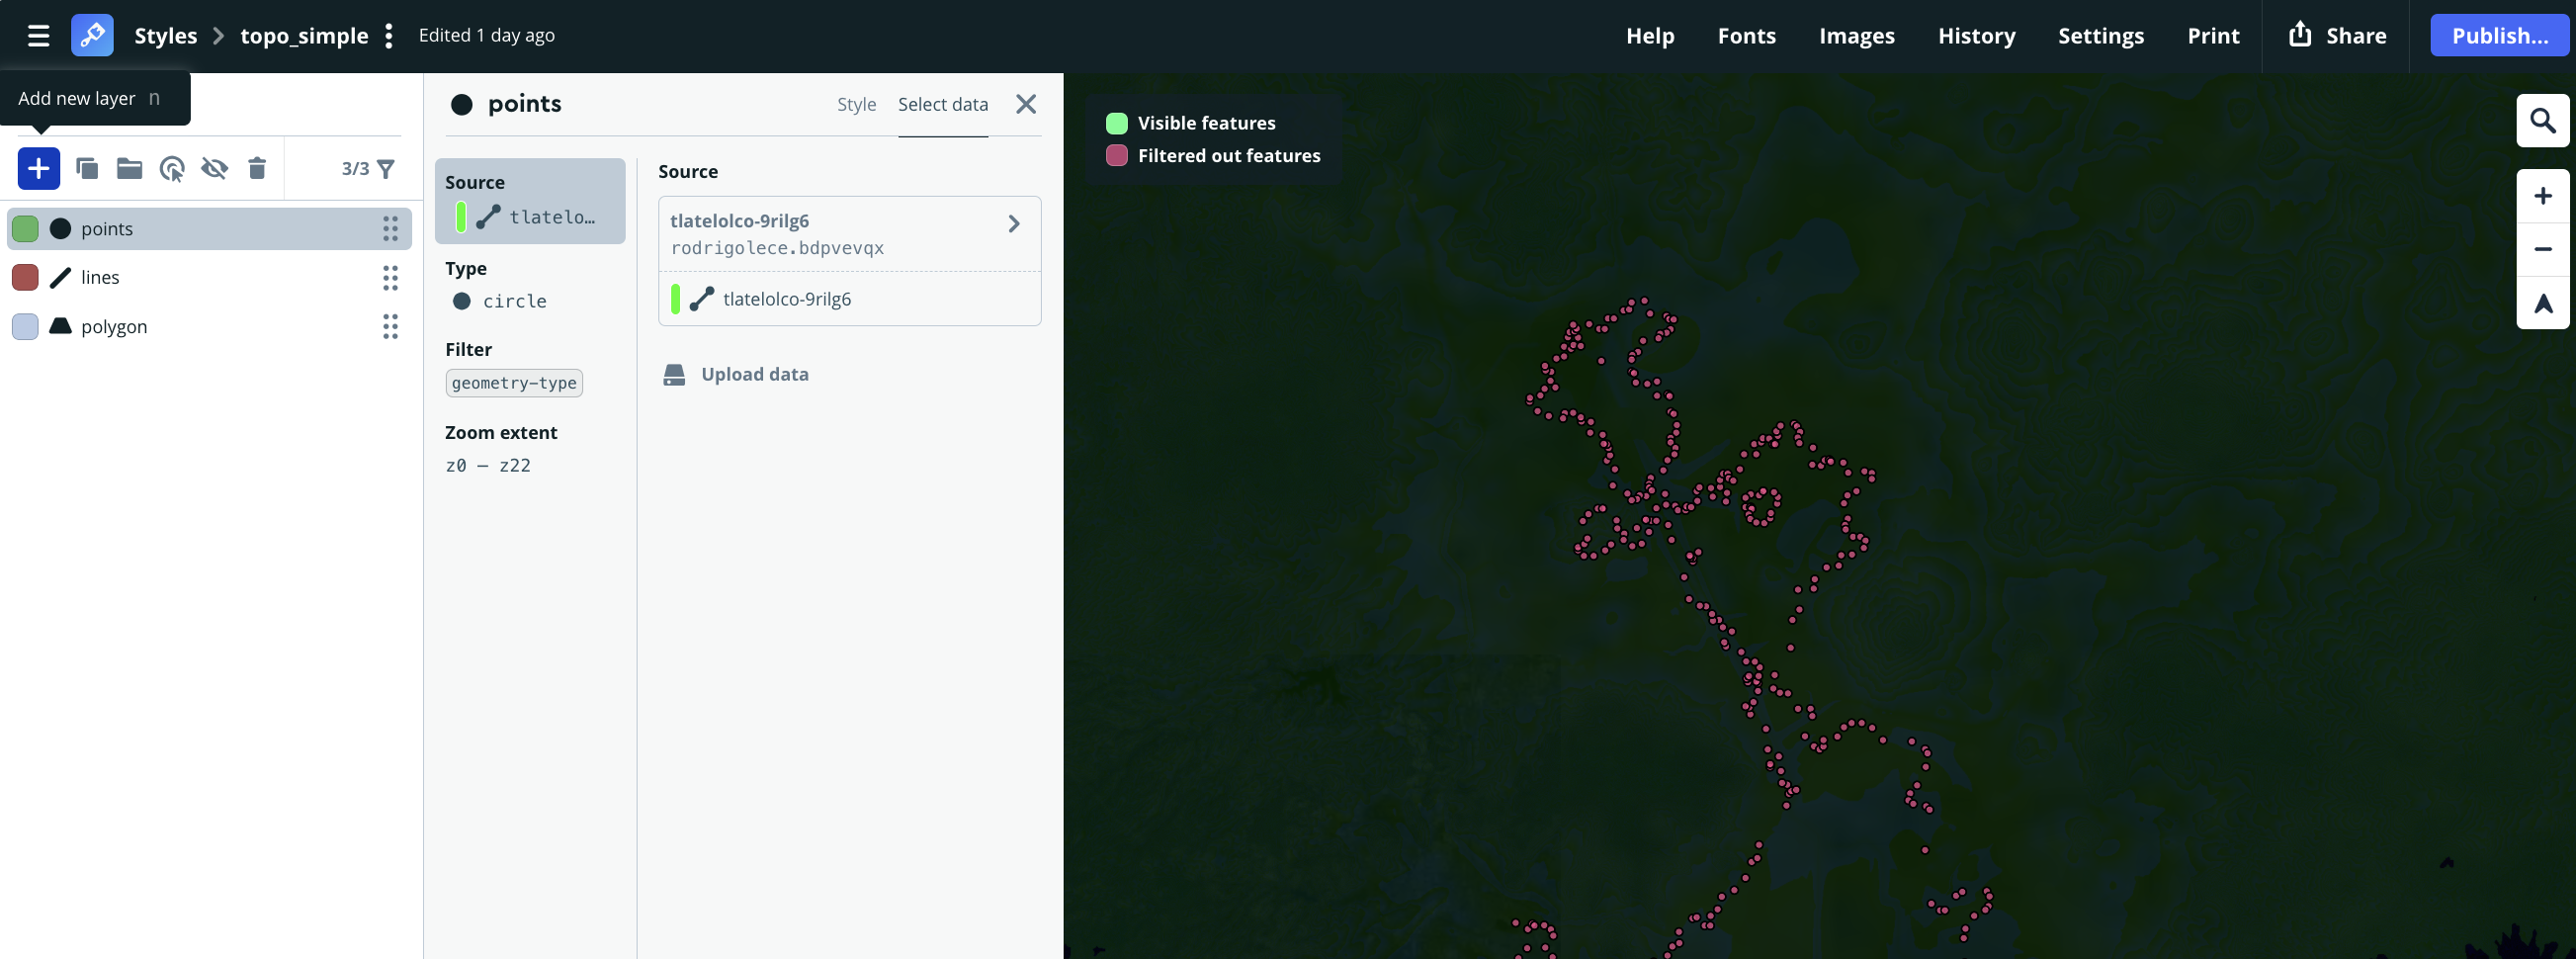 Styles > topo_simple Edited 1 day ago
Help Fonts Images History Settings Print Share Publish...
Add new layer n
3/3
points
lines
polygon
points Style Select data
Source
tlatelo...
Type
circle
Filter
geometry-type
Zoom extent
z0 — z22
Source
tlatelolco-9rilg6
rodrigolece.bdpvevqx
tlatelolco-9rilg6
Upload data
Visible features
Filtered out features